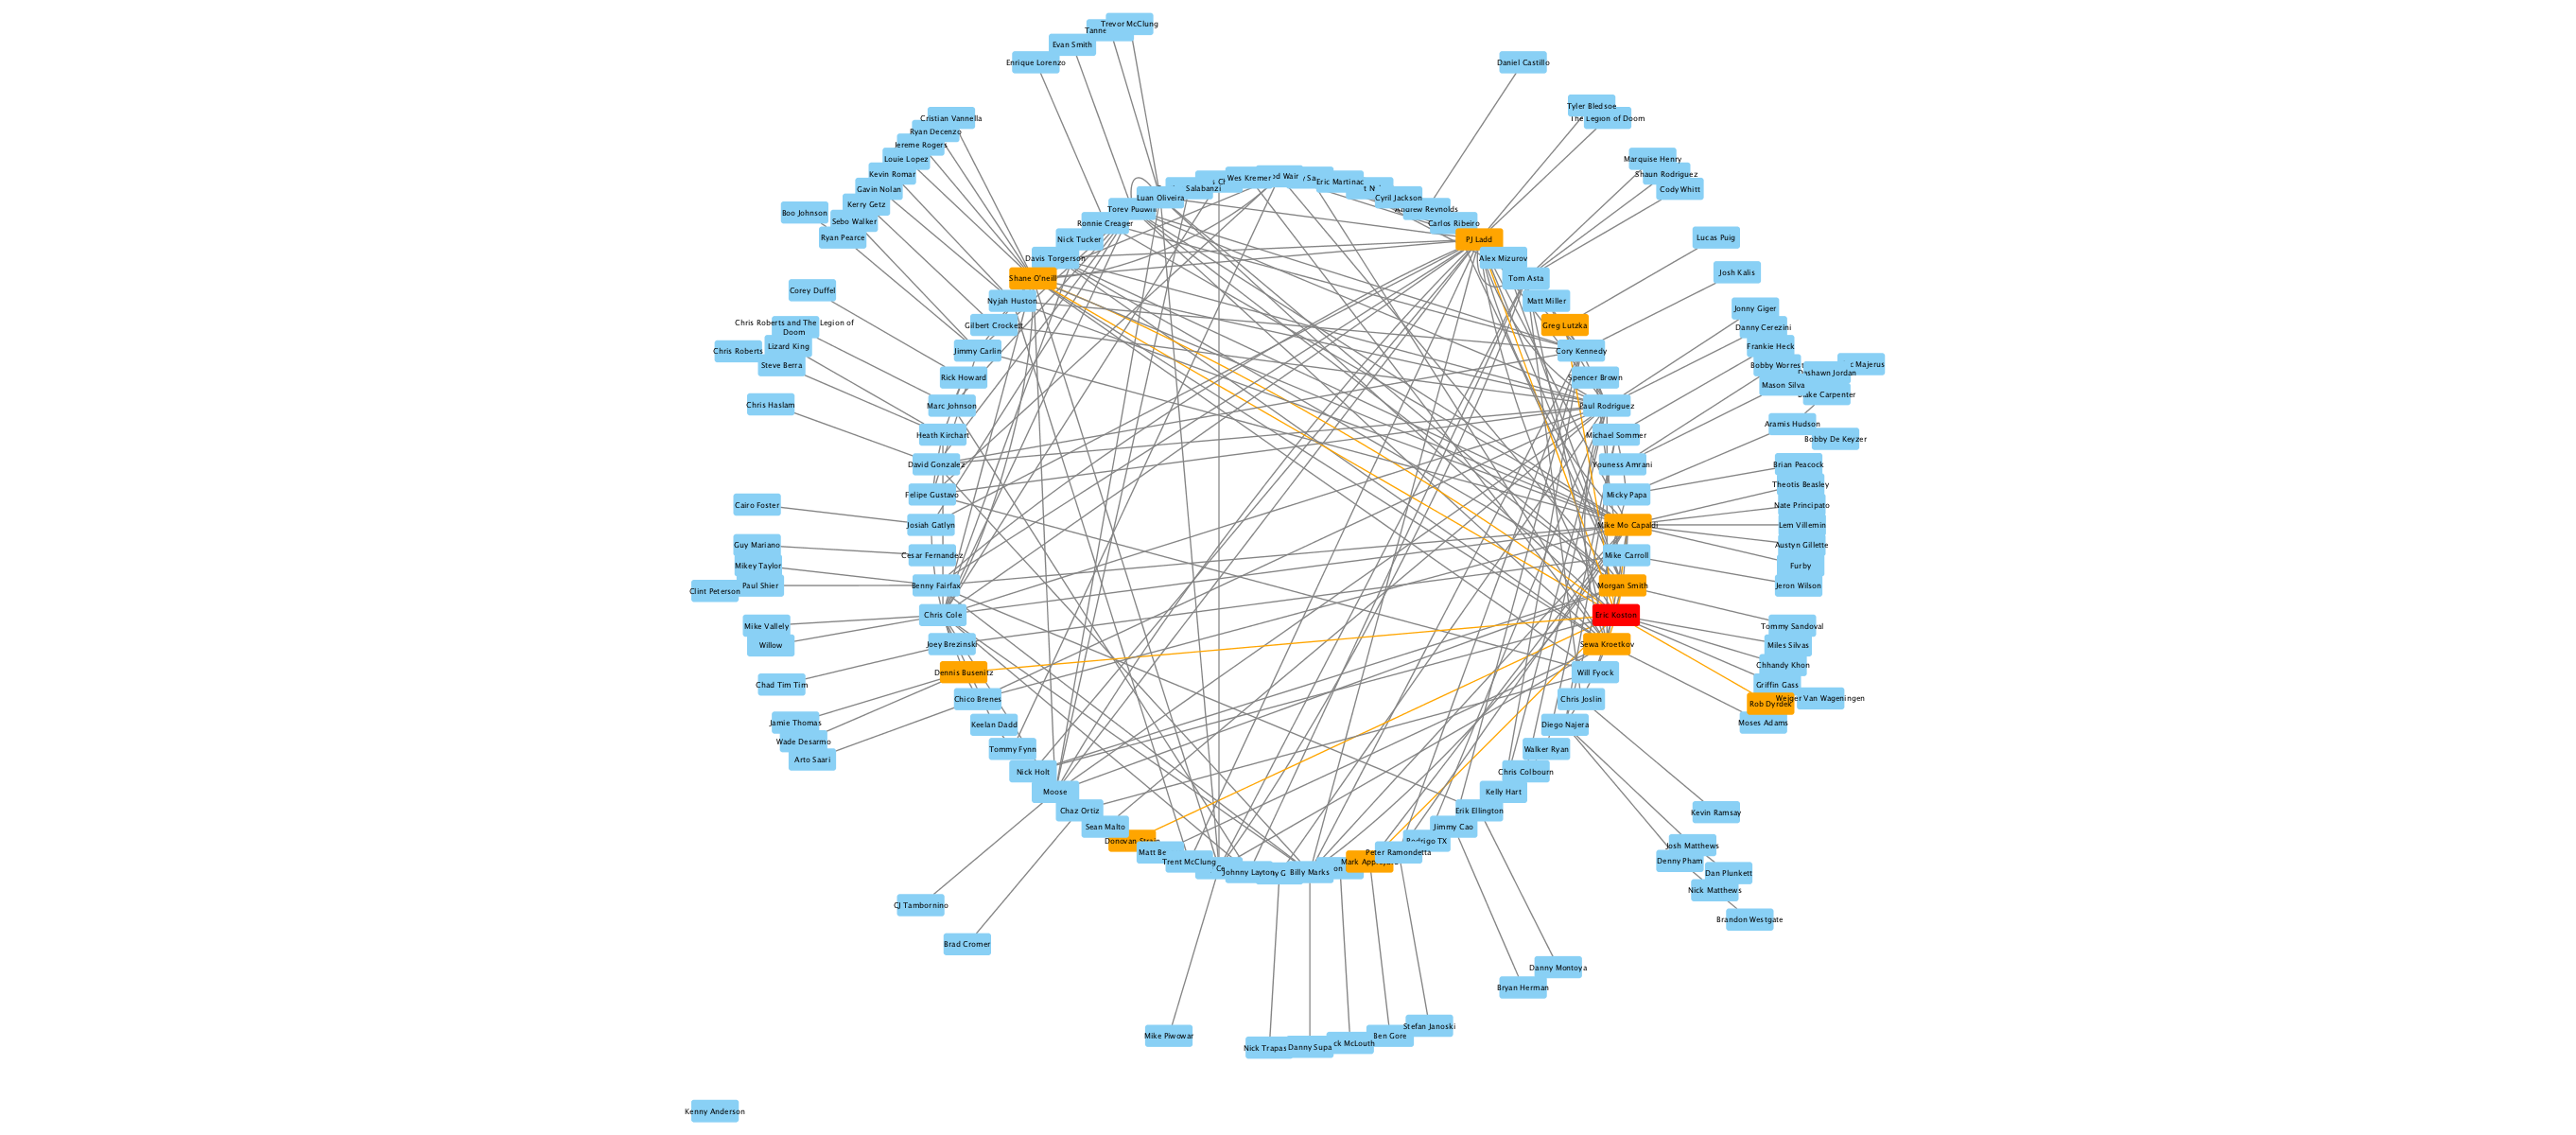 Trevor McClung
Tanne
Evan Smith
Enrique Lorenzo
Daniel Castillo
Tyler Bledsoe
The Legion of Doom
Cristian Vannella
Ryan Decenzo
Jereme Rogers
Louie Lopez
Kevin Romar
Gavin Nolan
Kerry Getz
Boo Johnson
Sebo Walker
Ryan Pearce
Marquise Henry
Shaun Rodriguez
Cody Whitt
Lucas Puig
Josh Kalis
Wes Kremer
Eric Martinac
Salabanzi
Luan Oliveira
Cyril Jackson
Andrew Reynolds
Carlos Ribeiro
Torey Pudwill
Ronnie Creager
Nick Tucker
Davis Torgerson
Shane O'neill
Nyjah Huston
Gilbert Crockett
Jimmy Carlin
Rick Howard
Marc Johnson
Heath Kirchart
David Gonzalez
Felipe Gustavo
Josiah Gatlyn
Cesar Fernandez
Benny Fairfax
Chris Cole
Joey Brezinski
Dennis Busenitz
Chico Brenes
Keelan Dadd
Tommy Fynn
Nick Holt
Moose
Chaz Ortiz
Sean Malto
Donovan Strain
Matt Be
Trent McClung
Johnny Layton
Billy Marks
Mark Appleyard
Peter Ramondetta
Rodrigo TX
Jimmy Cao
Erik Ellington
Kelly Hart
Chris Colbourn
Walker Ryan
Diego Najera
Chris Joslin
Will Fyock
Sewa Kroetkov
Eric Koston
Morgan Smith
Mike Carroll
Mike Mo Capaldi
Micky Papa
Youness Amrani
Michael Sommer
Paul Rodriguez
Spencer Brown
Cory Kennedy
Greg Lutzka
Matt Miller
Tom Asta
Alex Mizurov
PJ Ladd
Corey Duffel
Chris Roberts and The Legion of
Doom
Lizard King
Chris Roberts
Steve Berra
Chris Haslam
Cairo Foster
Guy Mariano
Mikey Taylor
Paul Shier
Clint Peterson
Mike Vallely
Willow
Chad Tim Tim
Jamie Thomas
Wade Desarmo
Arto Saari
CJ Tambornino
Brad Cromer
Mike Piwowar
Nick Trapas
Danny Supa
ck McLouth
Ben Gore
Stefan Janoski
Bryan Herman
Danny Montoya
Brandon Westgate
Nick Matthews
Dan Plunkett
Denny Pham
Josh Matthews
Kevin Ramsay
Moses Adams
Rob Dyrdek
Weiger Van Wageningen
Griffin Gass
Chhandy Khon
Miles Silvas
Tommy Sandoval
Jeron Wilson
Furby
Austyn Gillette
Lem Villemin
Nate Principato
Theotis Beasley
Brian Peacock
Bobby De Keyzer
Aramis Hudson
Mason Silva
Bobby Worrest
Frankie Heck
Danny Cerezini
Jonny Giger
Kenny Anderson